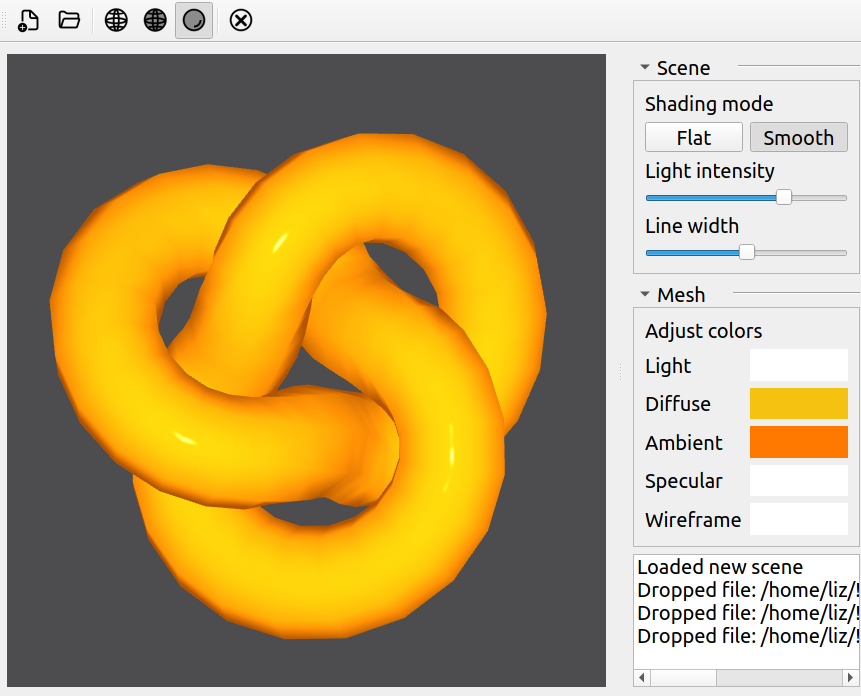 Scene
Shading mode
Flat Smooth
Light intensity
Line width
Mesh
Adjust colors
Light
Diffuse
Ambient
Specular
Wireframe
Loaded new scene
Dropped file: /home/liz/!
Dropped file: /home/liz/!
Dropped file: /home/liz/!